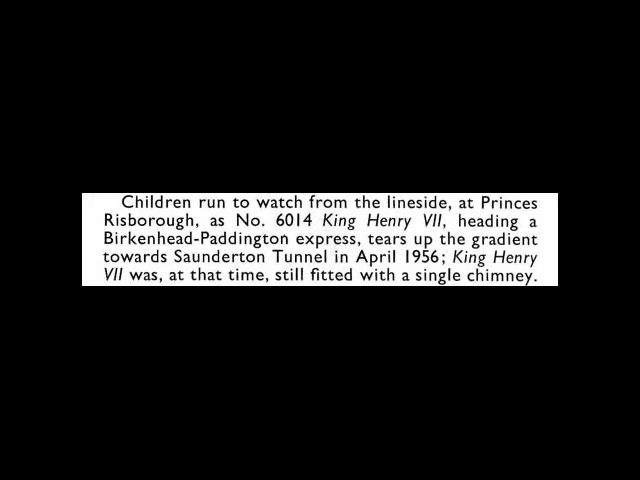 Children run to watch from the lineside, at Princes
Risborough, as No. 6014 King Henry VII, heading a
Birkenhead-Paddington express, tears up the gradient
towards Saunderton Tunnel in April 1956; King Henry
VII was, at that time, still fitted with a single chimney.